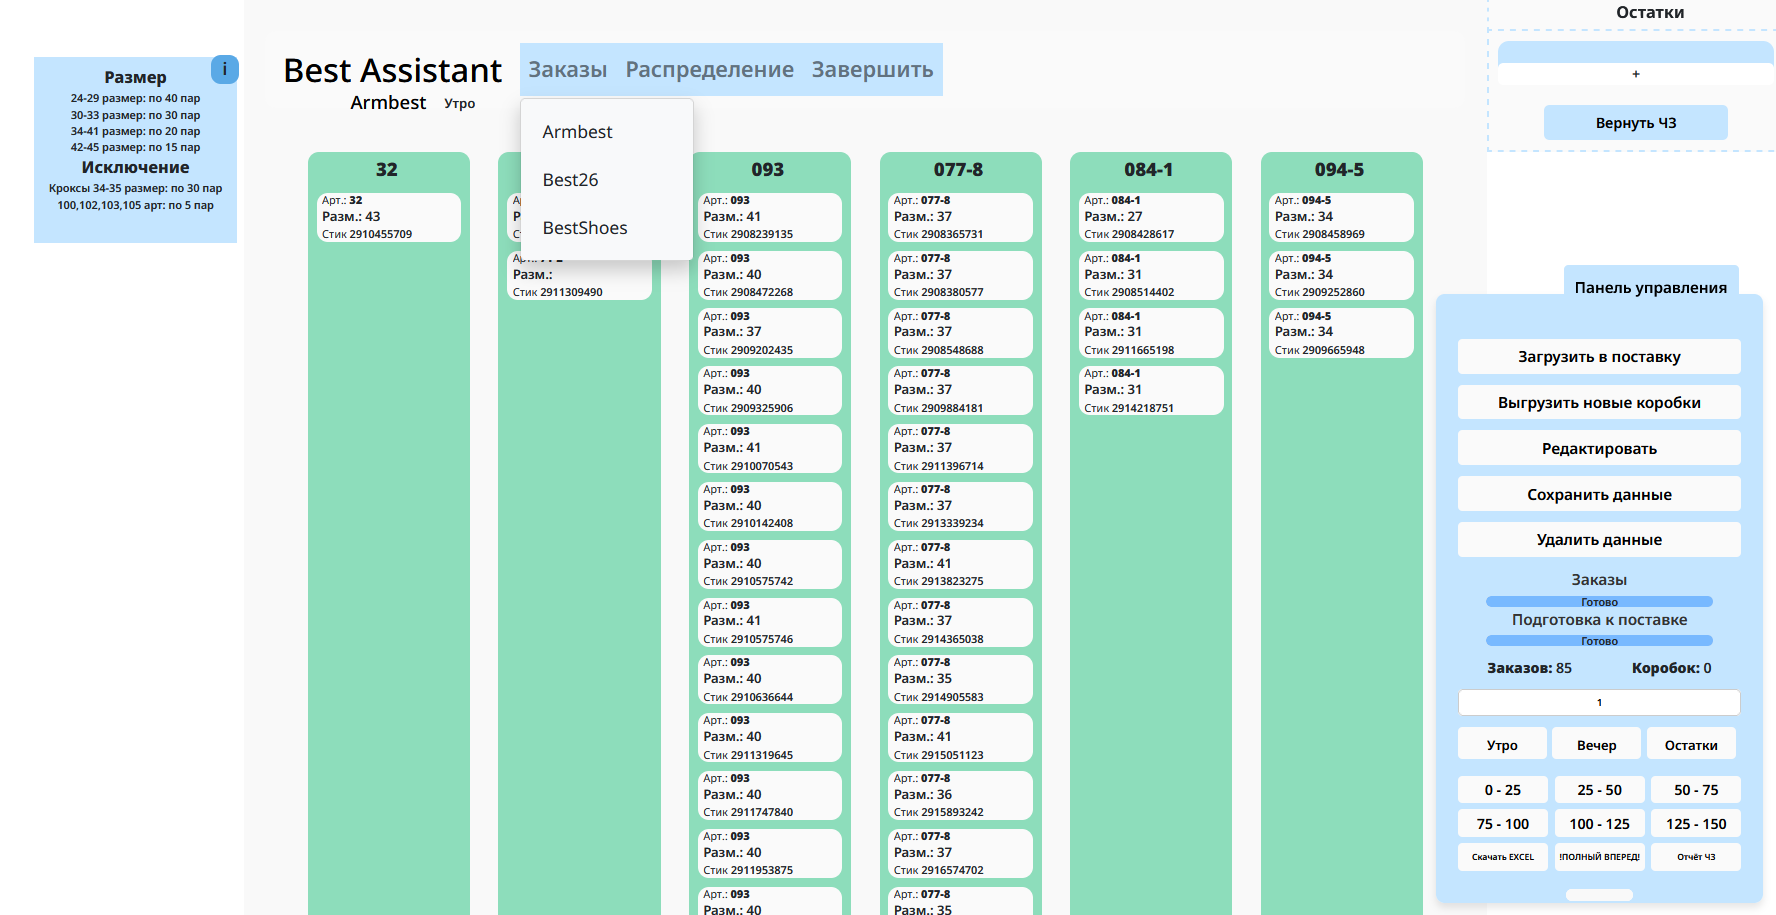 Остатки
+
Вернуть ЧЗ
i
Размер
24-29 размер: по 40 пар
30-33 размер: по 30 пар
34-41 размер: по 20 пар
42-45 размер: по 15 пар
Исключение
Кроксы 34-35 размер: по 30 пар
100,102,103,105 арт: по 5 пар
Best Assistant
Armbest Утро
Заказы Распределение Завершить
Armbest
Best26
BestShoes
32
Арт.: 32
Разм.: 43
Стик 2910455709
Разм.:
Стик 2911309490
093
Арт.: 093
Разм.: 41
Стик 2908239135
Арт.: 093
Разм.: 40
Стик 2908472268
Арт.: 093
Разм.: 37
Стик 2909202435
Арт.: 093
Разм.: 40
Стик 2909325906
Арт.: 093
Разм.: 41
Стик 2910070543
Арт.: 093
Разм.: 40
Стик 2910142408
Арт.: 093
Разм.: 40
Стик 2910575742
Арт.: 093
Разм.: 41
Стик 2910575746
Арт.: 093
Разм.: 40
Стик 2910636644
Арт.: 093
Разм.: 40
Стик 2911319645
Арт.: 093
Разм.: 40
Стик 2911747840
Арт.: 093
Разм.: 40
Стик 2911953875
Арт.: 093
Разм.: 40
077-8
Арт.: 077-8
Разм.: 37
Стик 2908365731
Арт.: 077-8
Разм.: 37
Стик 2908380577
Арт.: 077-8
Разм.: 37
Стик 2908548688
Арт.: 077-8
Разм.: 37
Стик 2909884181
Арт.: 077-8
Разм.: 37
Стик 2911396714
Арт.: 077-8
Разм.: 37
Стик 2913339234
Арт.: 077-8
Разм.: 41
Стик 2913823275
Арт.: 077-8
Разм.: 37
Стик 2914365038
Арт.: 077-8
Разм.: 35
Стик 2914905583
Арт.: 077-8
Разм.: 41
Стик 2915051123
Арт.: 077-8
Разм.: 36
Стик 2915893242
Арт.: 077-8
Разм.: 37
Стик 2916574702
Арт.: 077-8
Разм.: 35
084-1
Арт.: 084-1
Разм.: 27
Стик 2908428617
Арт.: 084-1
Разм.: 31
Стик 2908514402
Арт.: 084-1
Разм.: 31
Стик 2911665198
Арт.: 084-1
Разм.: 31
Стик 2914218751
094-5
Арт.: 094-5
Разм.: 34
Стик 2908458969
Арт.: 094-5
Разм.: 34
Стик 2909252860
Арт.: 094-5
Разм.: 34
Стик 2909665948
Панель управления
Загрузить в поставку
Выгрузить новые коробки
Редактировать
Сохранить данные
Удалить данные
Заказы
Готово
Подготовка к поставке
Готово
Заказов: 85 Коробок: 0
1
Утро Вечер Остатки
0 - 25 25 - 50 50 - 75
75 - 100 100 - 125 125 - 150
Скачать EXCEL !ПОЛНЫЙ ВПЕРЕД! Отчёт ЧЗ